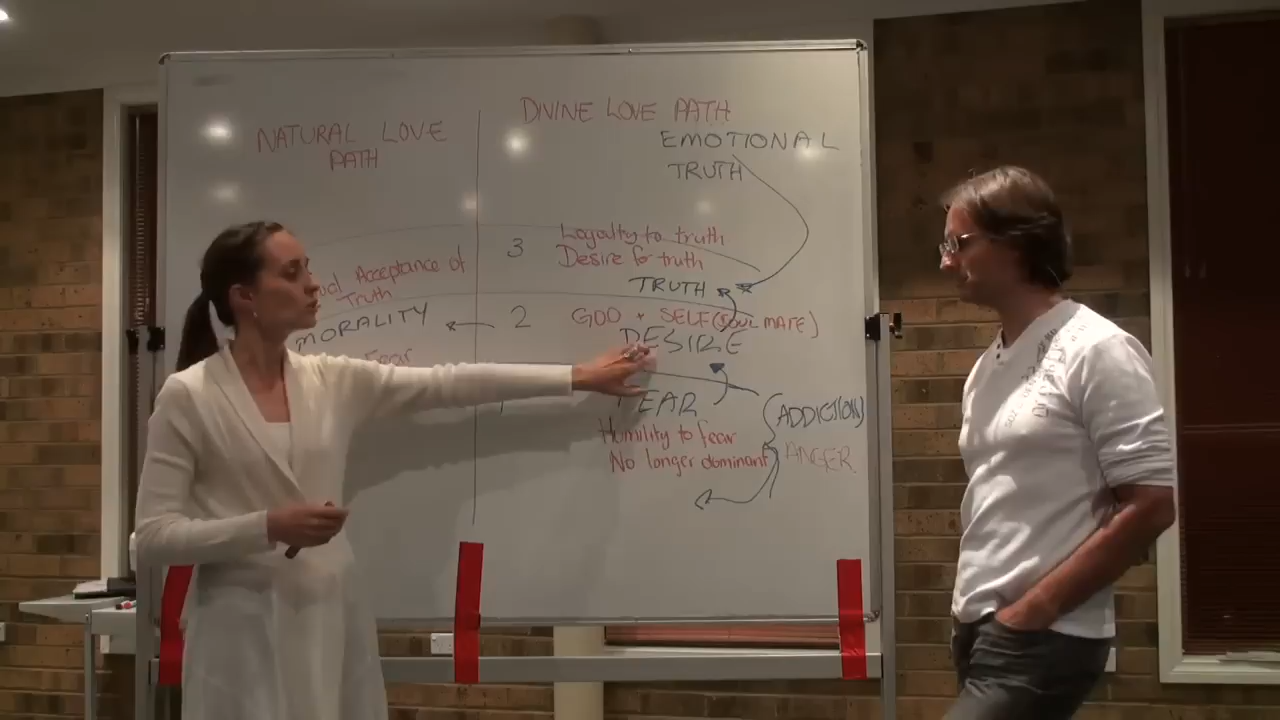 NATURAL LOVE
PATH
Acceptance of
Truth
MORALITY
Fear
DIVINE LOVE PATH
EMOTIONAL
TRUTH
3 Loyalty to truth
Desire for truth
TRUTH
2 GOD + SELF (SOUL MATE)
DESIRE
1
ADDICTION
Humility to fear
No longer dominant
ANGER